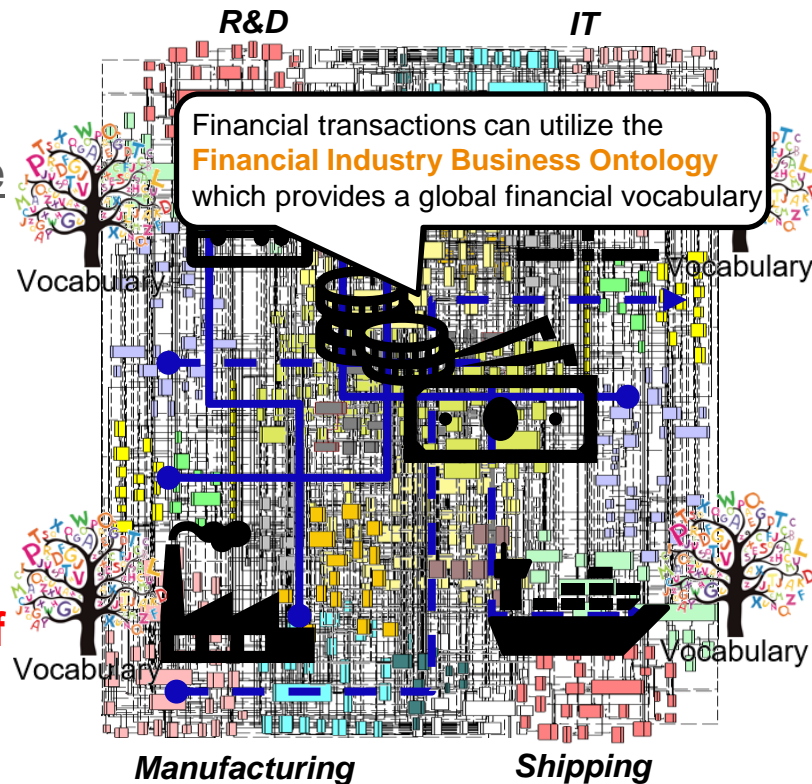 R&D
IT
Financial transactions can utilize the
Financial Industry Business Ontology
which provides a global financial vocabulary
Vocabulary
Vocabulary
Vocabulary
Vocabulary
Manufacturing
Shipping